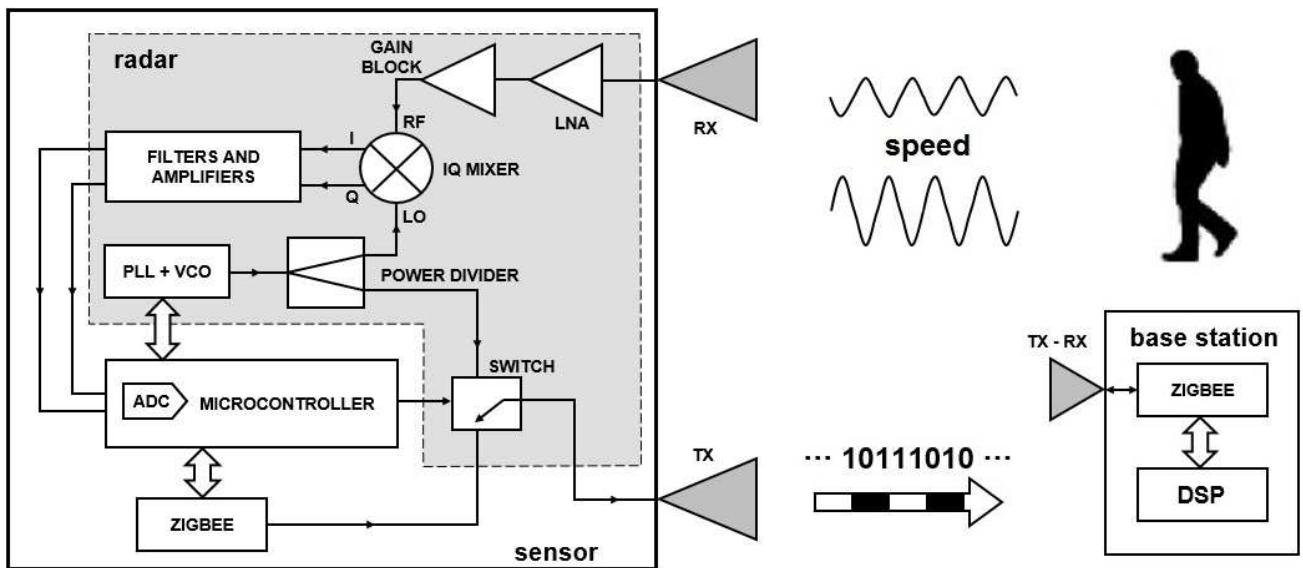 radar
GAIN
BLOCK
LNA
RX
RF
I
IQ MIXER
Q
LO
FILTERS AND
AMPLIFIERS
speed
PLL + VCO
POWER DIVIDER
SWITCH
ADC
MICROCONTROLLER
ZIGBEE
sensor
TX
··· 10111010 ···
TX - RX
base station
ZIGBEE
DSP